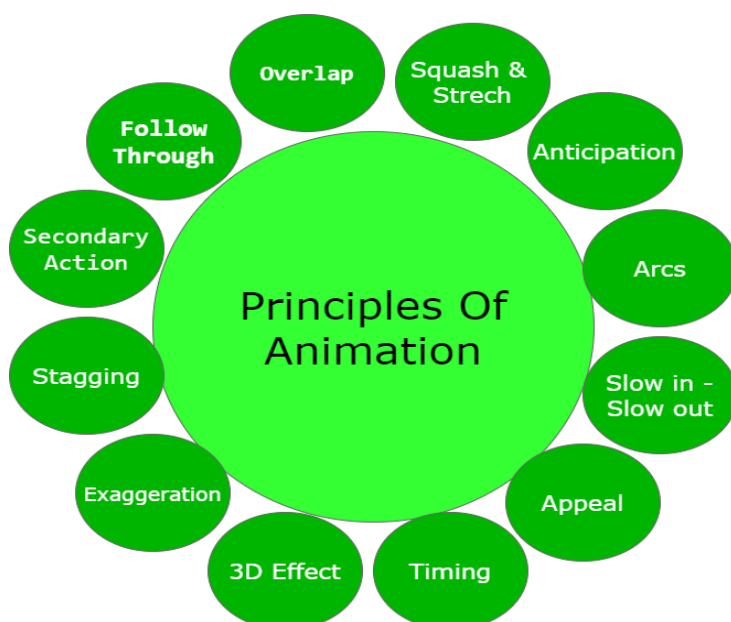 Overlap
Squash &
Strech
Follow
Through
Anticipation
Secondary
Action
Arcs
Principles Of
Animation
Stagging
Slow in -
Slow out
Exaggeration
Appeal
3D Effect
Timing